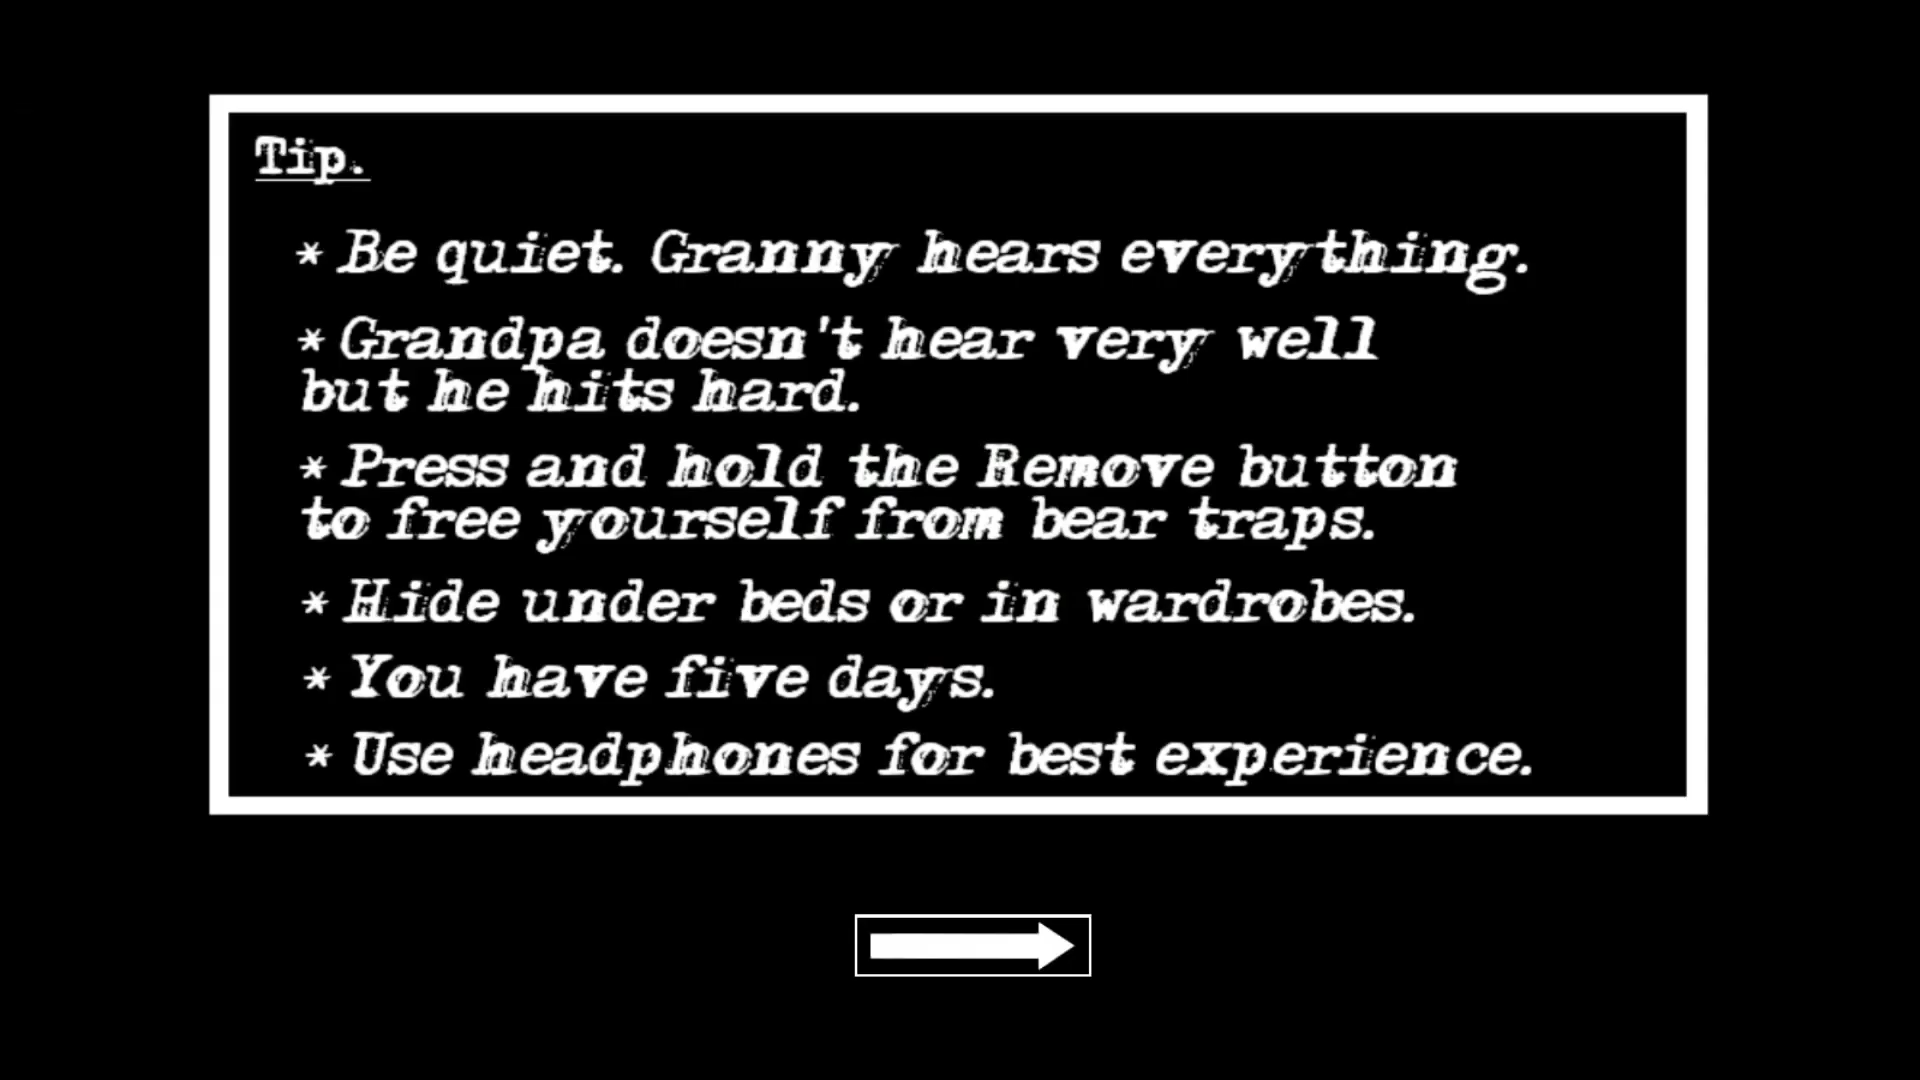 Tip.
* Be quiet. Granny hears everything.
* Grandpa doesn't hear very well
but he hits hard.
* Press and hold the Remove button
to free yourself from bear traps.
* Hide under beds or in wardrobes.
* You have five days.
* Use headphones for best experience.